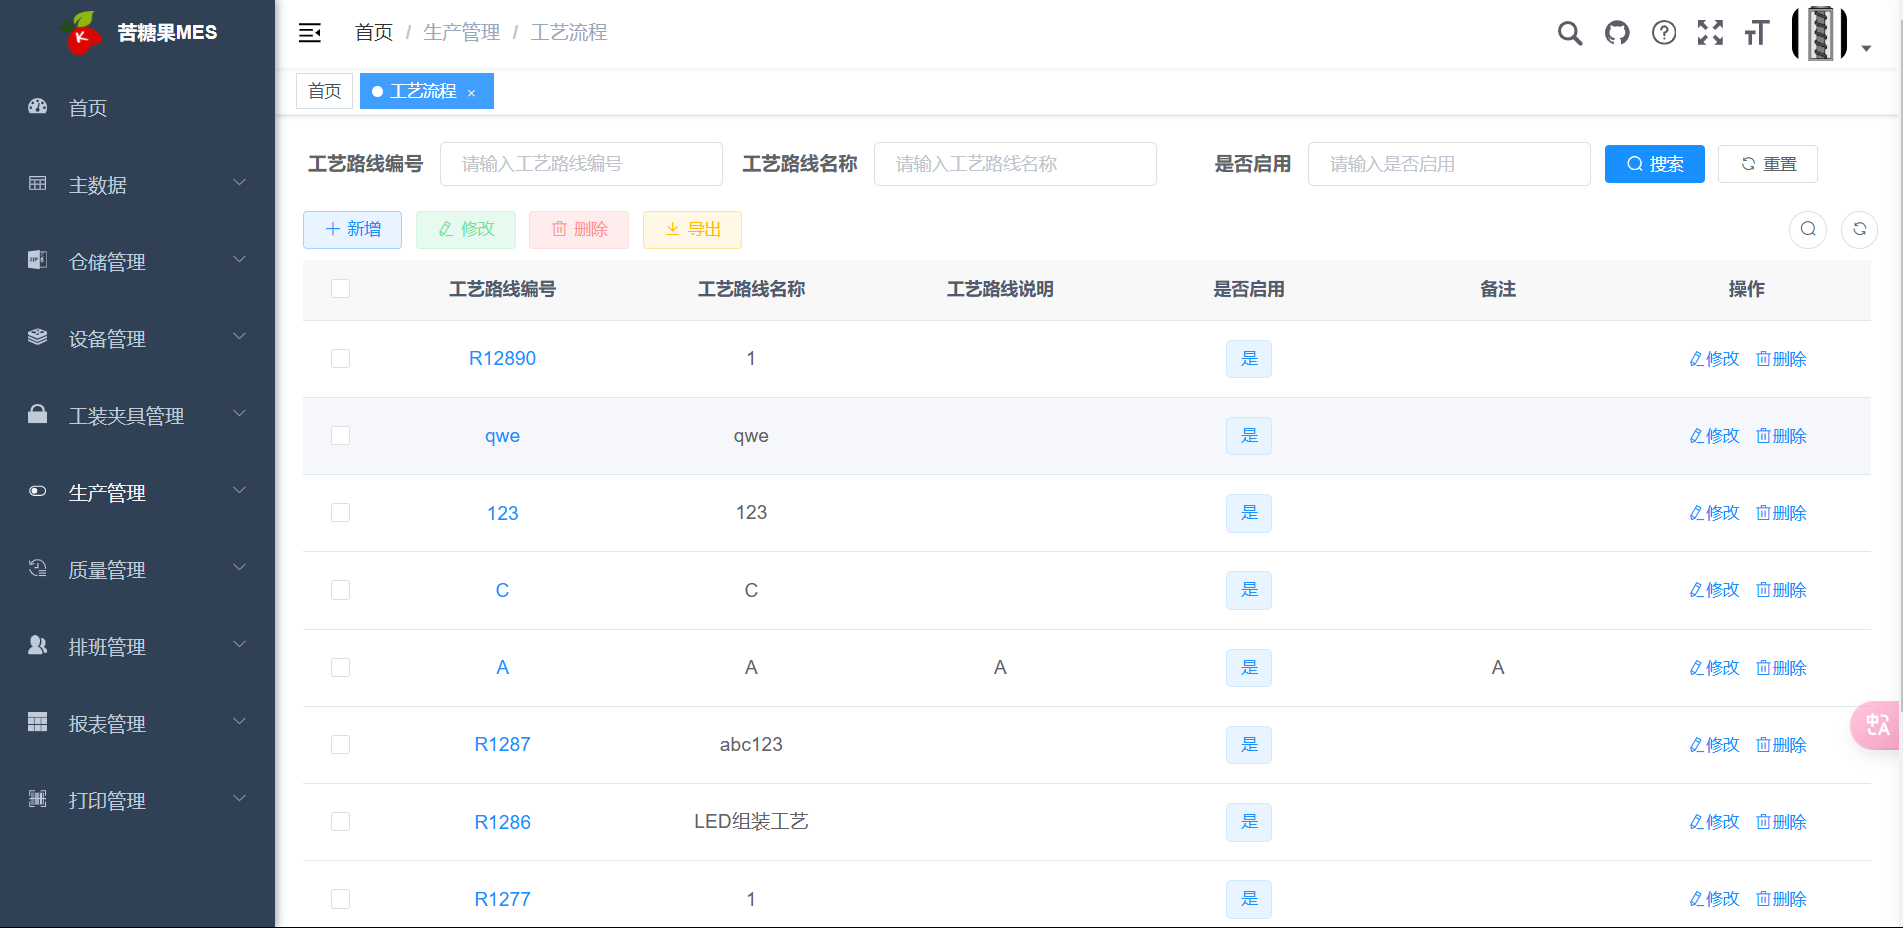 苦糖果MES
首页
主数据
仓储管理
设备管理
工装夹具管理
生产管理
质量管理
排班管理
报表管理
打印管理
首页 / 生产管理 / 工艺流程
首页 工艺流程 ×
工艺路线编号 请输入工艺路线编号 工艺路线名称 请输入工艺路线名称 是否启用 请输入是否启用 搜索 重置
新增 修改 删除 导出
工艺路线编号 工艺路线名称 工艺路线说明 是否启用 备注 操作
R12890 1 是 修改 删除
qwe qwe 是 修改 删除
123 123 是 修改 删除
C C 是 修改 删除
A A A 是 A 修改 删除
R1287 abc123 是 修改 删除
R1286 LED组装工艺 是 修改 删除
R1277 1 是 修改 删除